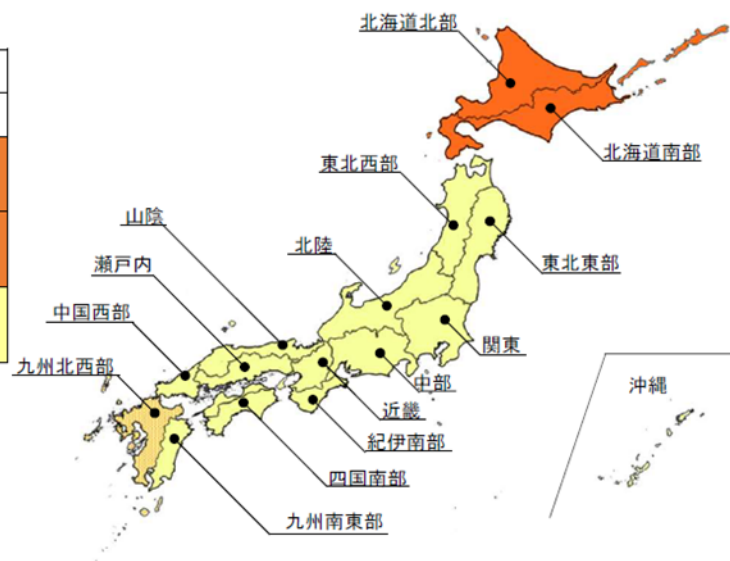 北海道北部
北海道南部
東北西部
山陰
北陸
東北東部
瀬戸内
中国西部
関東
九州北西部
中部
沖縄
近畿
紀伊南部
四国南部
九州南東部